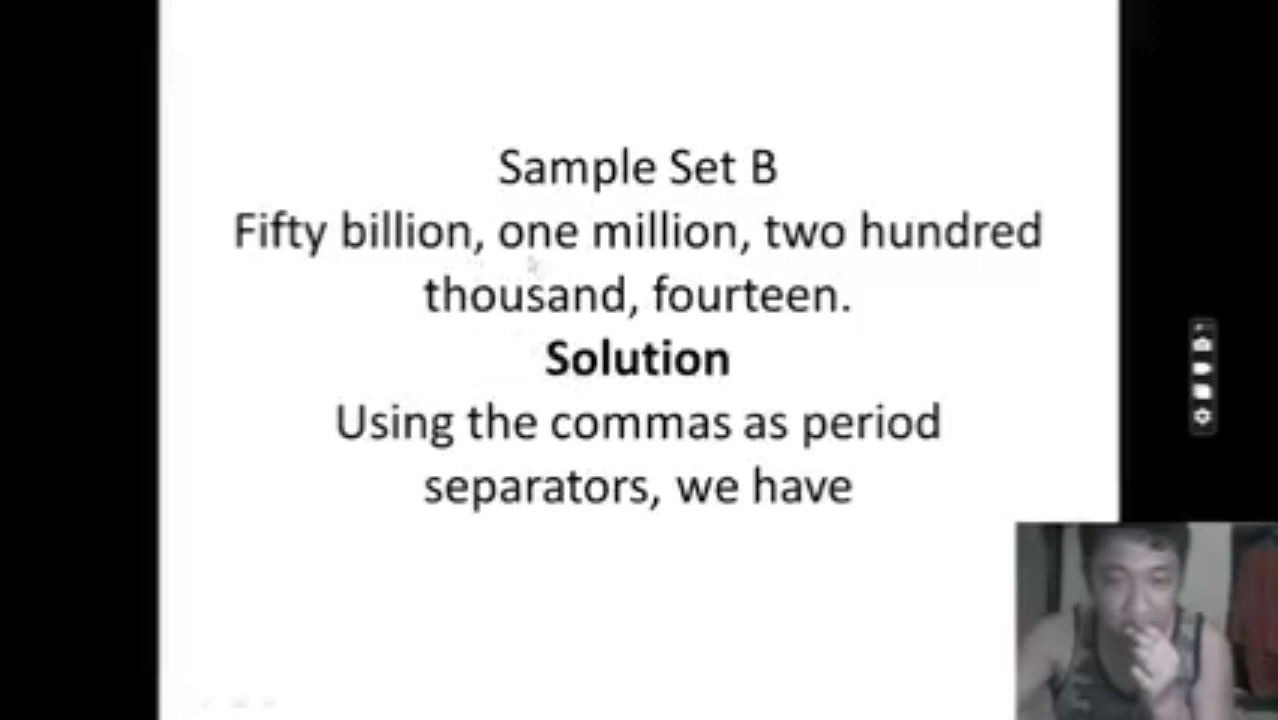 Sample Set B
Fifty billion, one million, two hundred
thousand, fourteen.
Solution
Using the commas as period
separators, we have